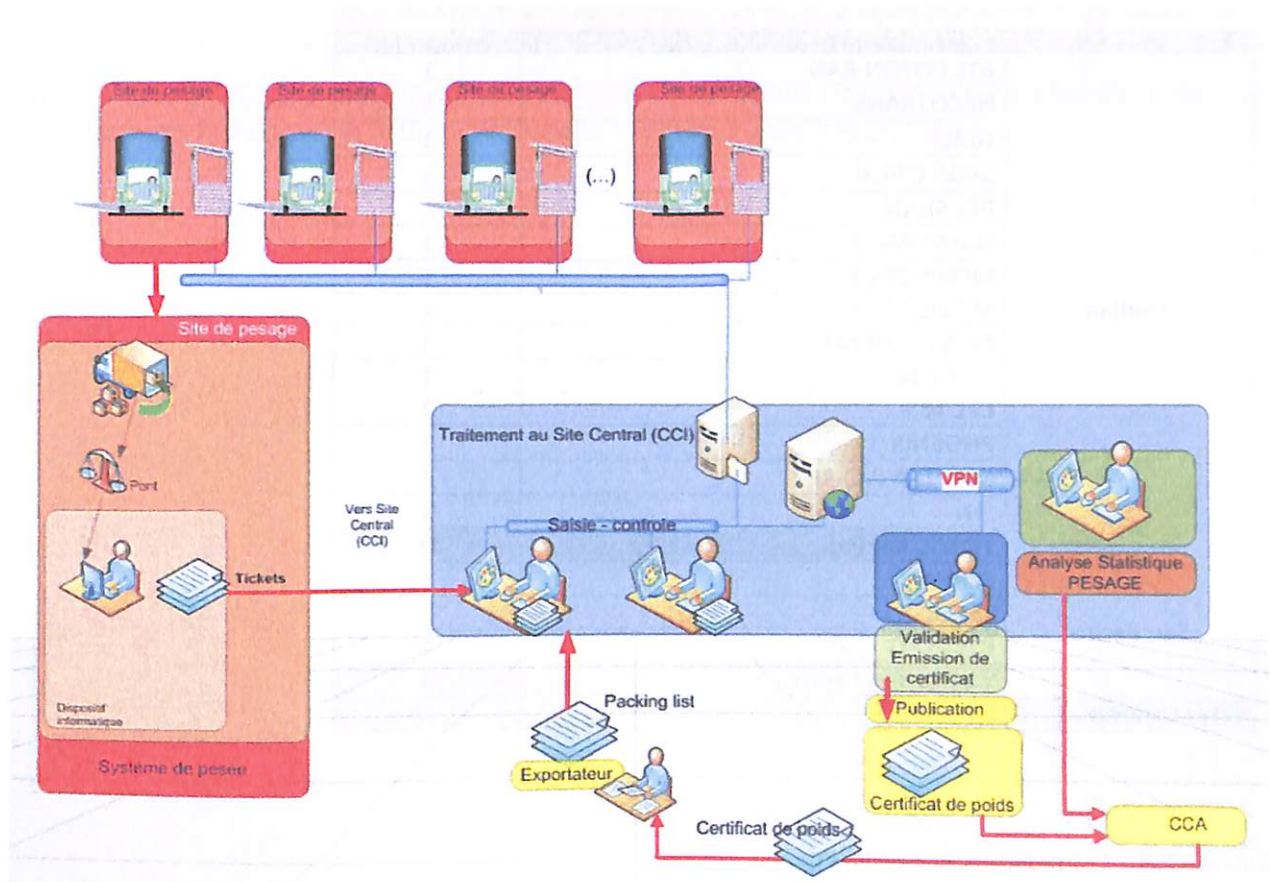 Site de pesage
Site de pesage
Site de pesage
Site de pesage
(...)
Site de pesage
Pont
Tickets
Dispositif
informatique
Système de pesée
Vers Site
Central
(CCI)
Traitement au Site Central (CCI)
Saisie - controle
VPN
Analyse Statistique
PESAGE
Validation
Emission de
certificat
Publication
Certificat de poids
Packing list
Exportateur
Certificat de poids
CCA